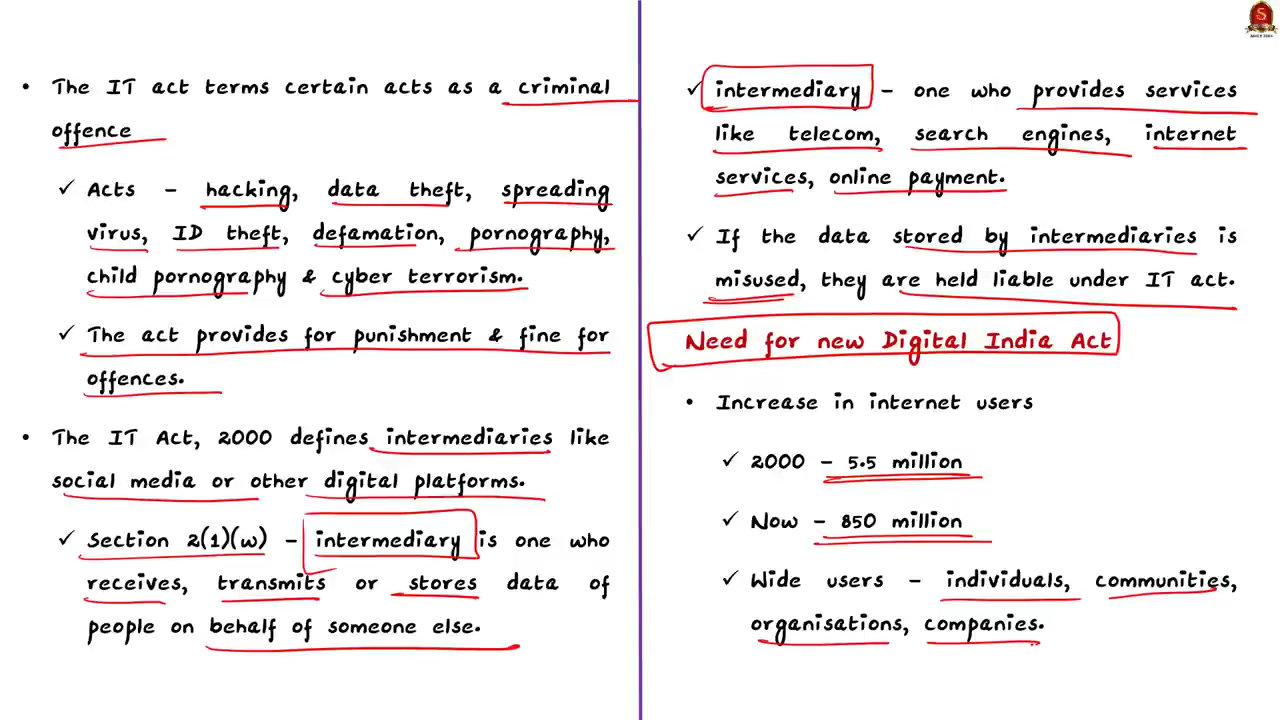 • The IT act terms certain acts as a criminal
offence
✓ Acts - hacking, data theft, spreading
virus, ID theft, defamation, pornography,
child pornography & cyber terrorism.
✓ The act provides for punishment & fine for
offences.
• The IT Act, 2000 defines intermediaries like
social media or other digital platforms.
✓ Section 2(1)(w) - intermediary is one who
receives, transmits or stores data of
people on behalf of someone else.
✓ intermediary - one who provides services
like telecom, search engines, internet
services, online payment.
✓ If the data stored by intermediaries is
misused, they are held liable under IT act.
Need for new Digital India Act
• Increase in internet users
✓ 2000 - 5.5 million
✓ Now - 850 million
✓ Wide users - individuals, communities,
organisations, companies.
S